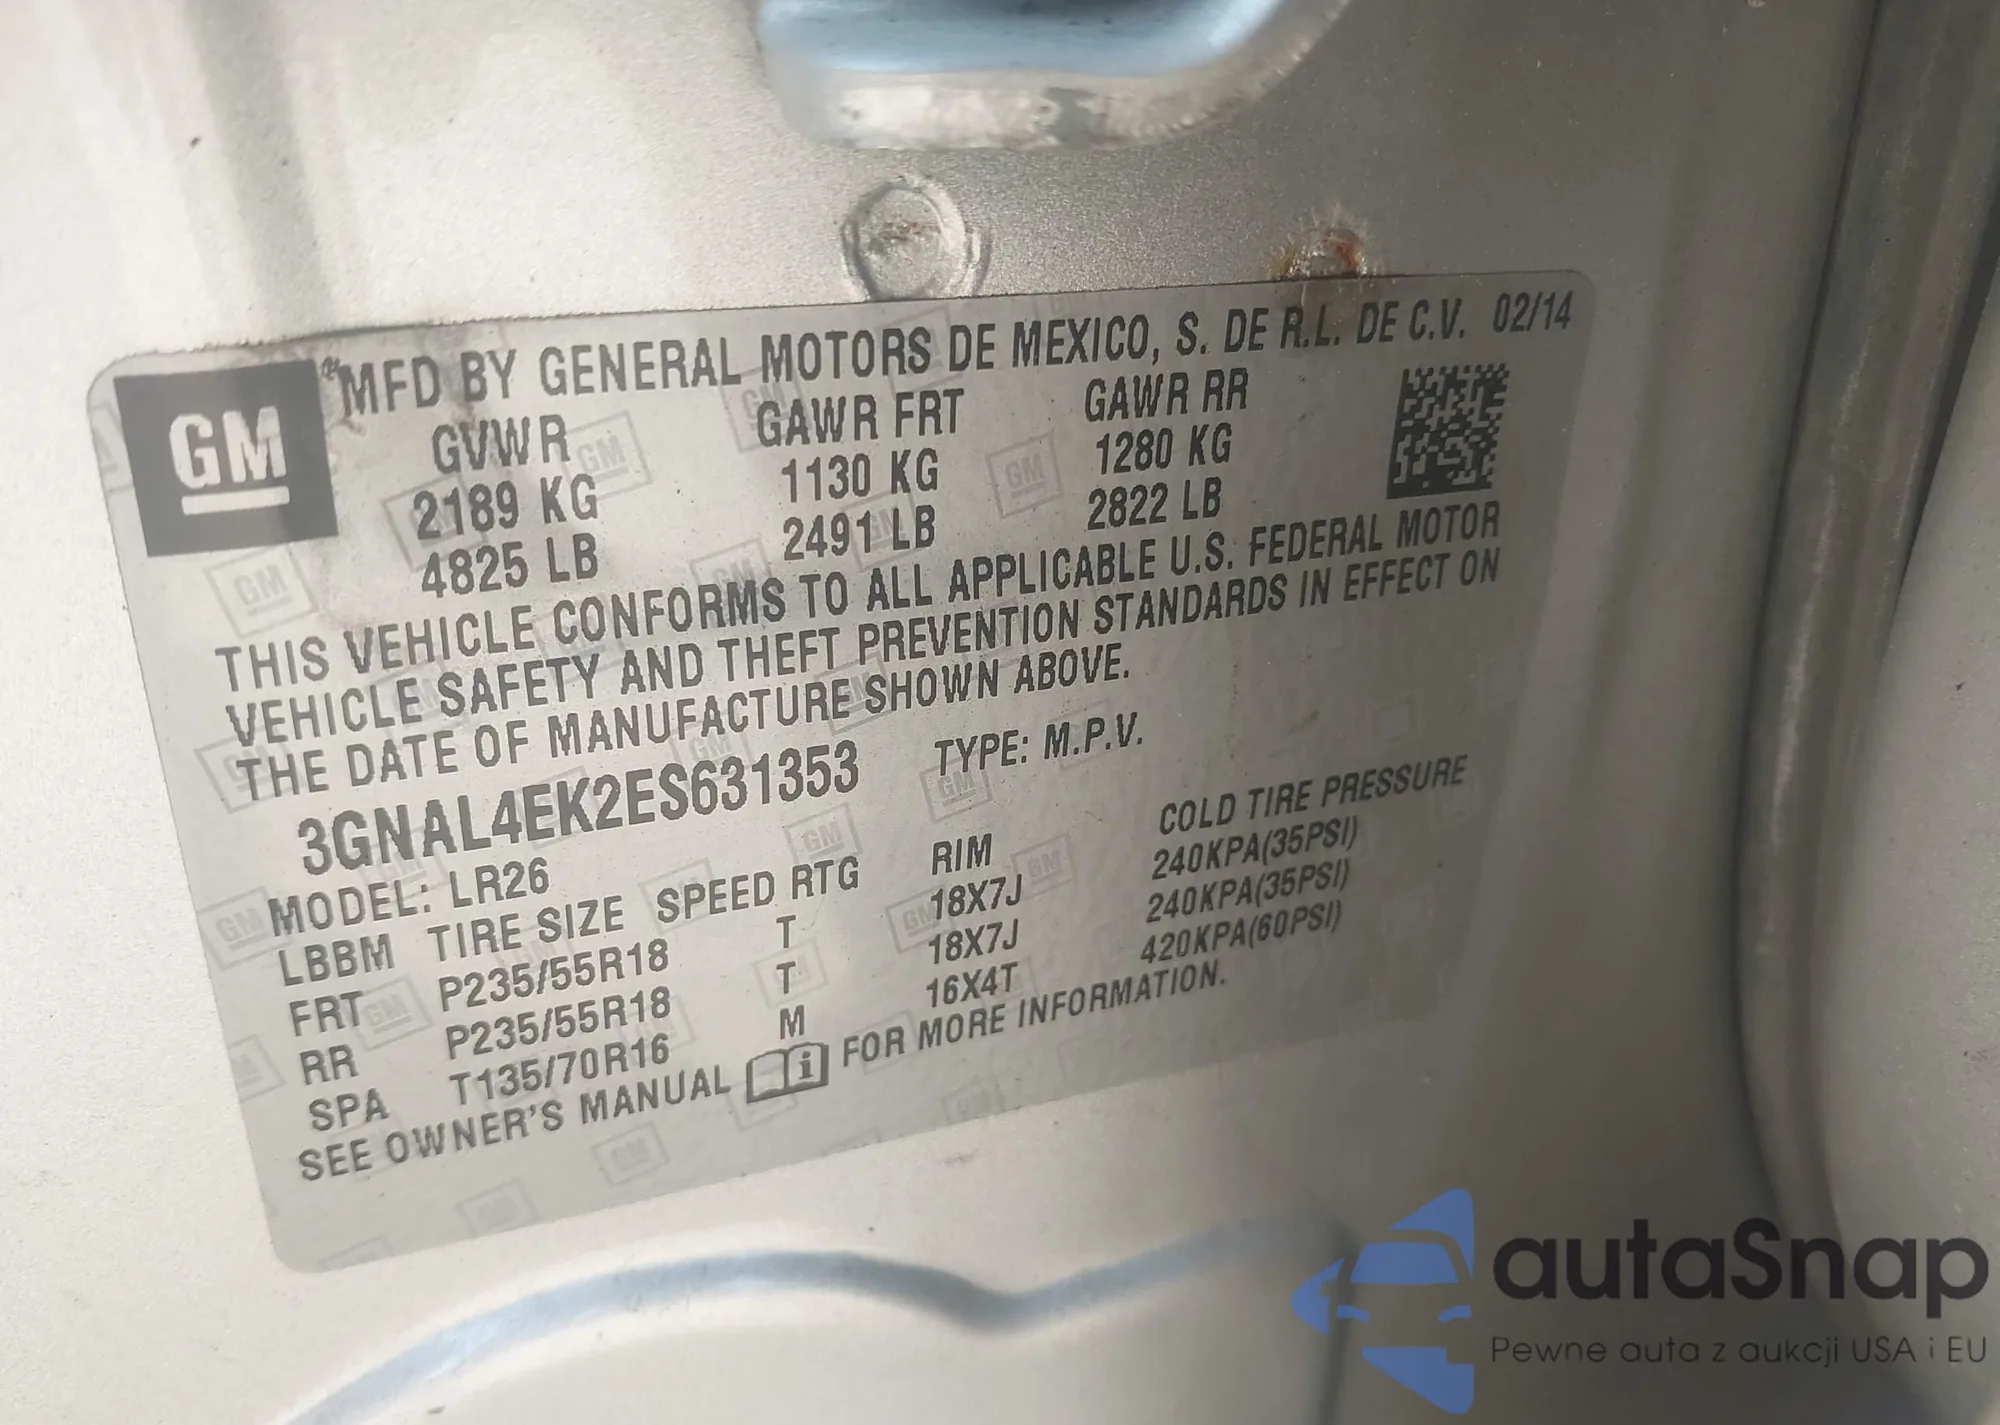 GM
MFD BY GENERAL MOTORS DE MEXICO, S. DE R.L. DE C.V. 02/14
GVWR GAWR FRT GAWR RR
2189 KG 1130 KG 1280 KG
4825 LB 2491 LB 2822 LB
THIS VEHICLE CONFORMS TO ALL APPLICABLE U.S. FEDERAL MOTOR
VEHICLE SAFETY AND THEFT PREVENTION STANDARDS IN EFFECT ON
THE DATE OF MANUFACTURE SHOWN ABOVE.
3GNAL4EK2ES631353 TYPE: M.P.V.
MODEL: LR26
LBBM TIRE SIZE SPEED RTG RIM COLD TIRE PRESSURE
FRT P235/55R18 T 18X7J 240KPA(35PSI)
RR P235/55R18 T 18X7J 240KPA(35PSI)
SPA T135/70R16 M 16X4T 420KPA(60PSI)
SEE OWNER'S MANUAL i FOR MORE INFORMATION.
autaSnap
Pewne auta z aukcji USA i EU